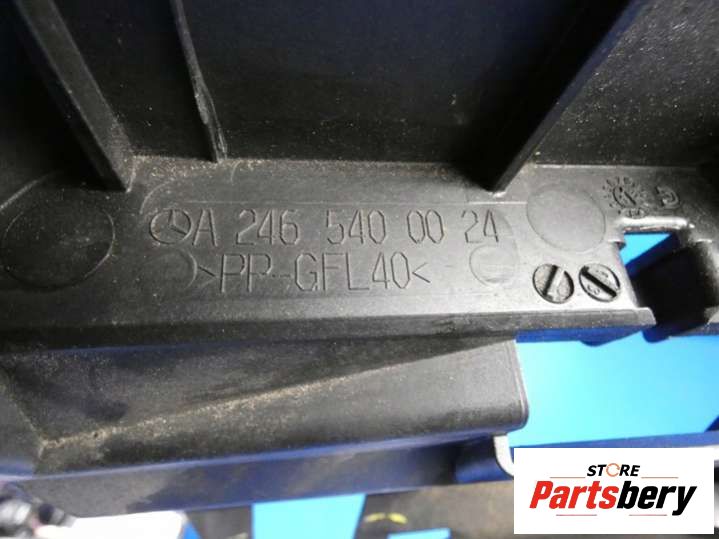 A 246 540 00 24
>PP-GFL40<
STORE
Partsbery